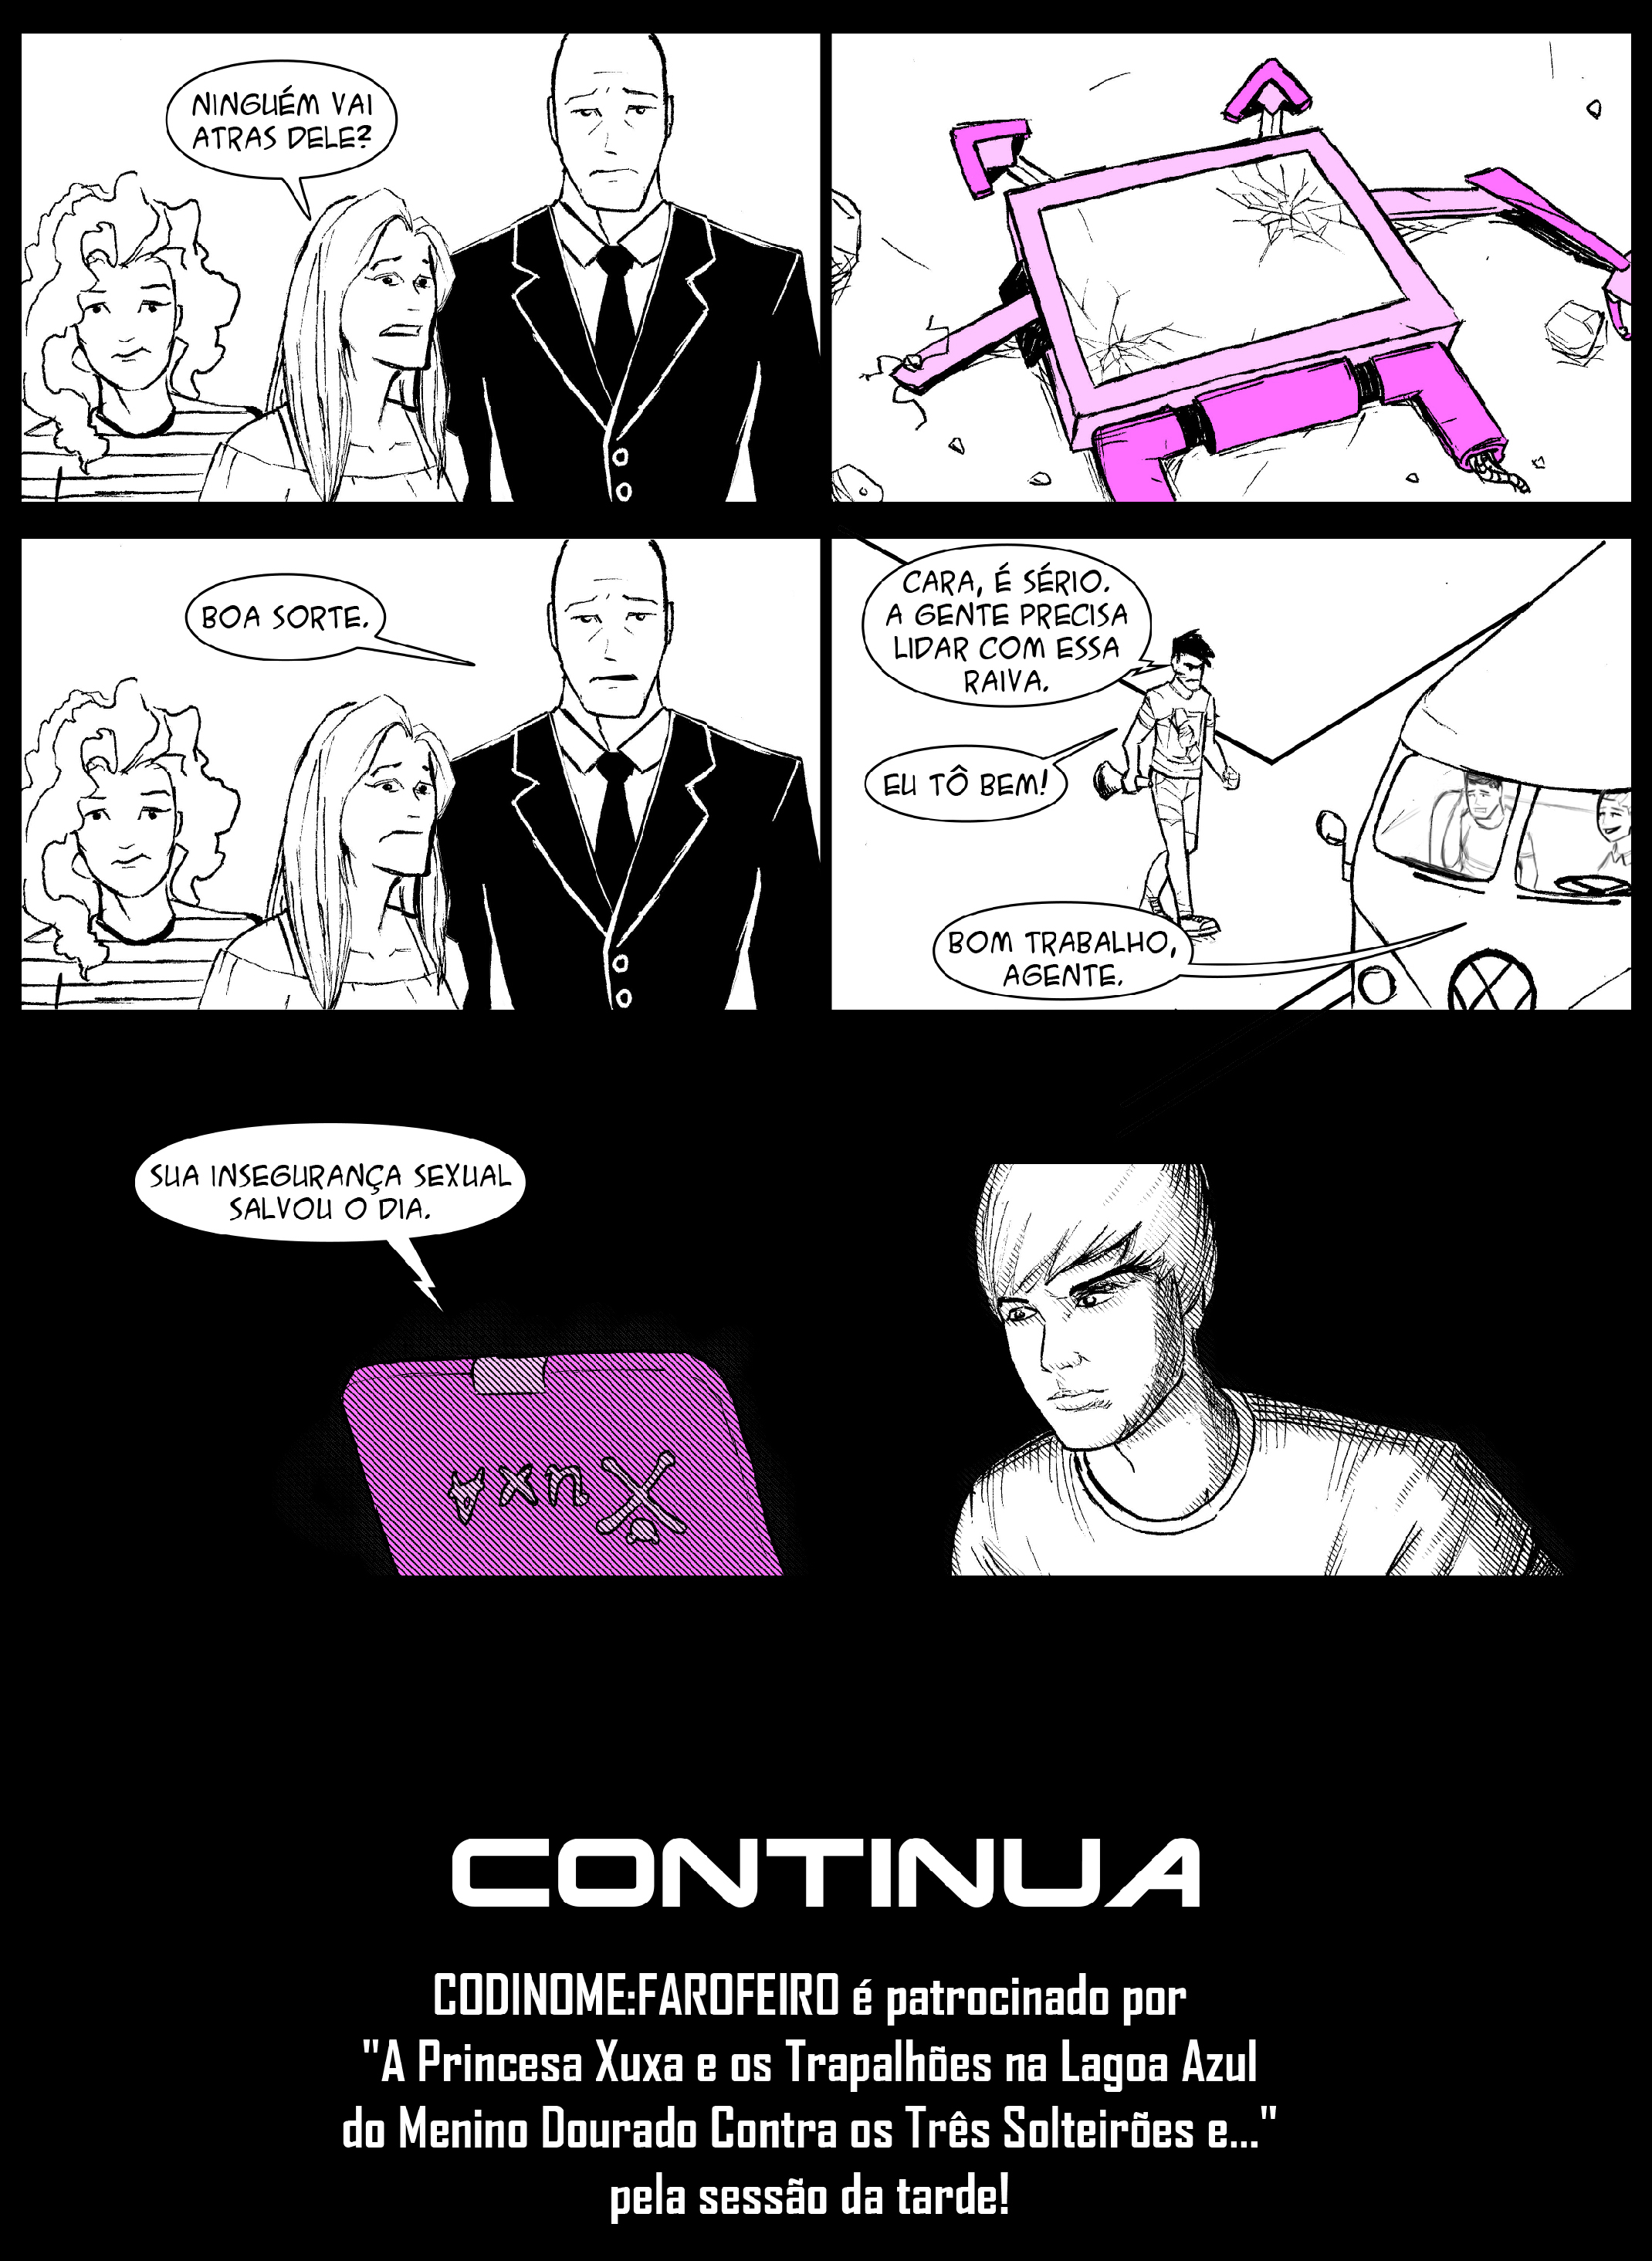 NINGUÉM VAI
ATRAS DELE?
BOA SORTE.
CARA, É SÉRIO.
A GENTE PRECISA
LIDAR COM ESSA
RAIVA.
EU TÔ BEM!
BOM TRABALHO,
AGENTE.
SUA INSEGURANÇA SEXUAL
SALVOU O DIA.
Xuxa
CONTINUA
CODINOME:FAROFEIRO é patrocinado por
"A Princesa Xuxa e os Trapalhões na Lagoa Azul
do Menino Dourado Contra os Três Solteirões e..."
pela sessão da tarde!